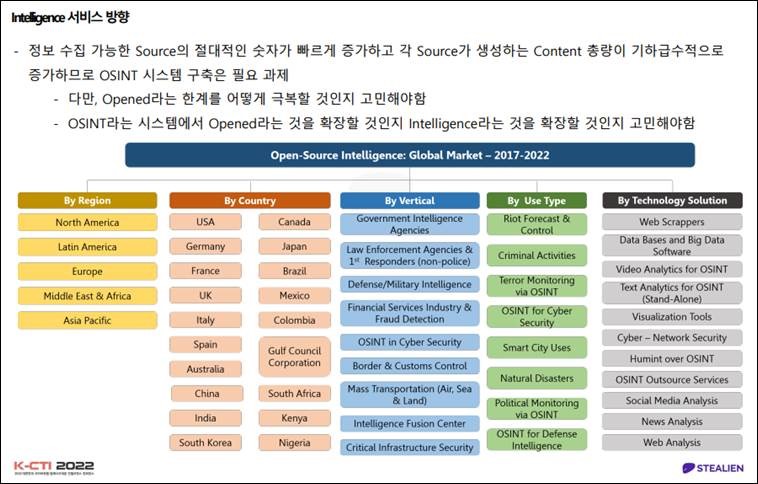 Intelligence 서비스 방향
- 정보 수집 가능한 Source의 절대적인 숫자가 빠르게 증가하고 각 Source가 생성하는 Content 총량이 기하급수적으로
증가하므로 OSINT 시스템 구축은 필요 과제
- 다만, Opened라는 한계를 어떻게 극복할 것인지 고민해야함
- OSINT라는 시스템에서 Opened라는 것을 확장할 것인지 Intelligence라는 것을 확장할 것인지 고민해야함
Open-Source Intelligence: Global Market – 2017-2022
By Region
North America
Latin America
Europe
Middle East & Africa
Asia Pacific
By Country
USA
Canada
Germany
Japan
France
Brazil
UK
Mexico
Italy
Colombia
Spain
Gulf Council
Corporation
Australia
China
South Africa
India
Kenya
South Korea
Nigeria
By Vertical
Government Intelligence
Agencies
Law Enforcement Agencies &
1st Responders (non-police)
Defense/Military Intelligence
Financial Services Industry &
Fraud Detection
OSINT in Cyber Security
Border & Customs Control
Mass Transportation (Air, Sea
& Land)
Intelligence Fusion Center
Critical Infrastructure Security
By Use Type
Riot Forecast &
Control
Criminal Activities
Terror Monitoring
via OSINT
OSINT for Cyber
Security
Smart City Uses
Natural Disasters
Political Monitoring
via OSINT
OSINT for Defense
Intelligence
By Technology Solution
Web Scrappers
Data Bases and Big Data
Software
Video Analytics for OSINT
Text Analytics for OSINT
(Stand-Alone)
Visualization Tools
Cyber – Network Security
Humint over OSINT
OSINT Outsource Services
Social Media Analysis
News Analysis
Web Analysis
K-CTI 2022
STEALIEN